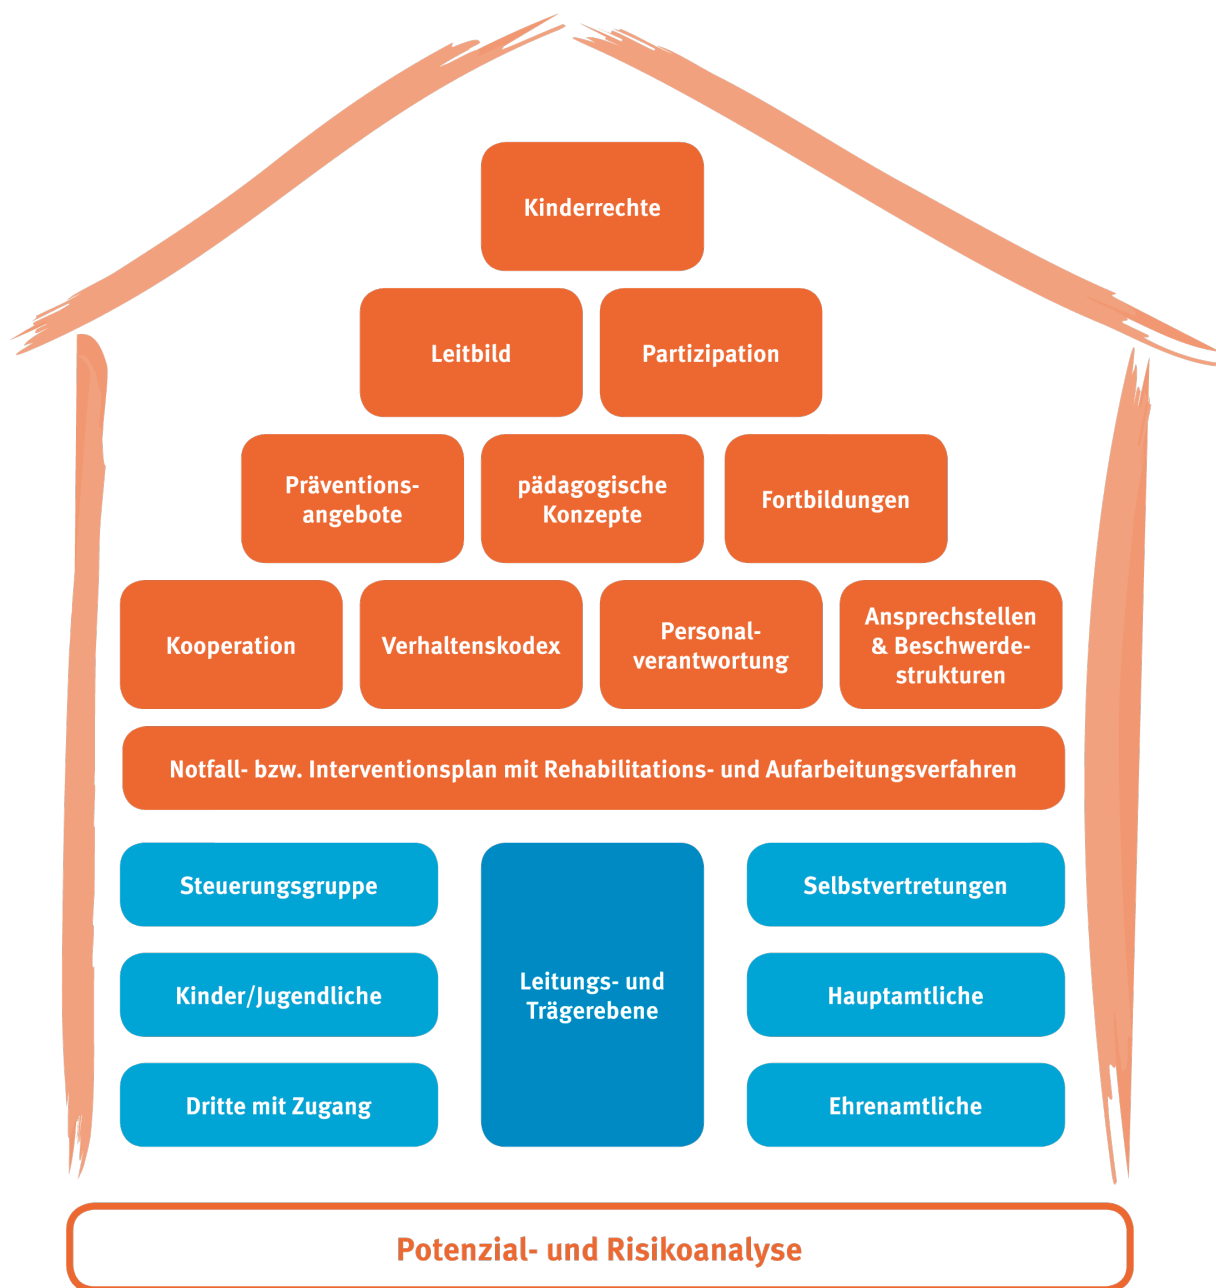 Kinderrechte
Leitbild
Partizipation
Präventions-
angebote
pädagogische
Konzepte
Fortbildungen
Kooperation
Verhaltenskodex
Personal-
verantwortung
Ansprechstellen
& Beschwerde-
strukturen
Notfall- bzw. Interventionsplan mit Rehabilitations- und Aufarbeitungsverfahren
Steuerungsgruppe
Leitungs- und
Trägerebene
Selbstvertretungen
Kinder/Jugendliche
Hauptamtliche
Dritte mit Zugang
Ehrenamtliche
Potenzial- und Risikoanalyse